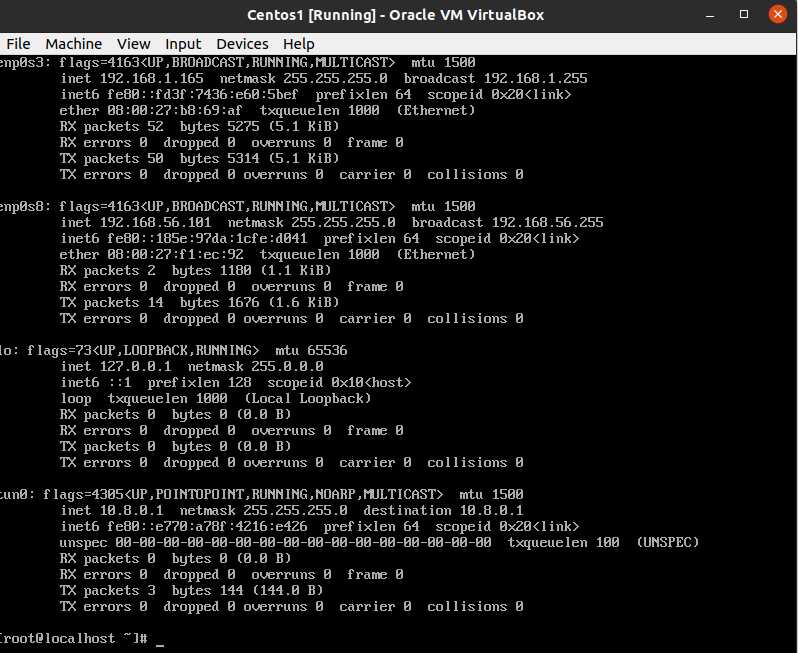 Centos1 [Running] - Oracle VM VirtualBox
File Machine View Input Devices Help
enp0s3: flags=4163<UP,BROADCAST,RUNNING,MULTICAST>  mtu 1500
        inet 192.168.1.165  netmask 255.255.255.0  broadcast 192.168.1.255
        inet6 fe80::fd3f:7436:e60:5bef  prefixlen 64  scopeid 0x20<link>
        ether 08:00:27:b8:69:af  txqueuelen 1000  (Ethernet)
        RX packets 52  bytes 5275 (5.1 KiB)
        RX errors 0  dropped 0  overruns 0  frame 0
        TX packets 50  bytes 5314 (5.1 KiB)
        TX errors 0  dropped 0 overruns 0  carrier 0  collisions 0
enp0s8: flags=4163<UP,BROADCAST,RUNNING,MULTICAST>  mtu 1500
        inet 192.168.56.101  netmask 255.255.255.0  broadcast 192.168.56.255
        inet6 fe80::185e:97da:1cfe:d041  prefixlen 64  scopeid 0x20<link>
        ether 08:00:27:f1:ec:92  txqueuelen 1000  (Ethernet)
        RX packets 2  bytes 1180 (1.1 KiB)
        RX errors 0  dropped 0  overruns 0  frame 0
        TX packets 14  bytes 1676 (1.6 KiB)
        TX errors 0  dropped 0 overruns 0  carrier 0  collisions 0
lo: flags=73<UP,LOOPBACK,RUNNING>  mtu 65536
        inet 127.0.0.1  netmask 255.0.0.0
        inet6 ::1  prefixlen 128  scopeid 0x10<host>
        loop  txqueuelen 1000  (Local Loopback)
        RX packets 0  bytes 0 (0.0 B)
        RX errors 0  dropped 0  overruns 0  frame 0
        TX packets 0  bytes 0 (0.0 B)
        TX errors 0  dropped 0 overruns 0  carrier 0  collisions 0
tun0: flags=4305<UP,POINTOPOINT,RUNNING,NOARP,MULTICAST>  mtu 1500
        inet 10.8.0.1  netmask 255.255.255.0  destination 10.8.0.1
        inet6 fe80::e770:a78f:4216:e426  prefixlen 64  scopeid 0x20<link>
        unspec 00-00-00-00-00-00-00-00-00-00-00-00-00-00-00-00  txqueuelen 100  (UNSPEC)
        RX packets 0  bytes 0 (0.0 B)
        RX errors 0  dropped 0  overruns 0  frame 0
        TX packets 3  bytes 144 (144.0 B)
        TX errors 0  dropped 0 overruns 0  carrier 0  collisions 0
[root@localhost ~]# _